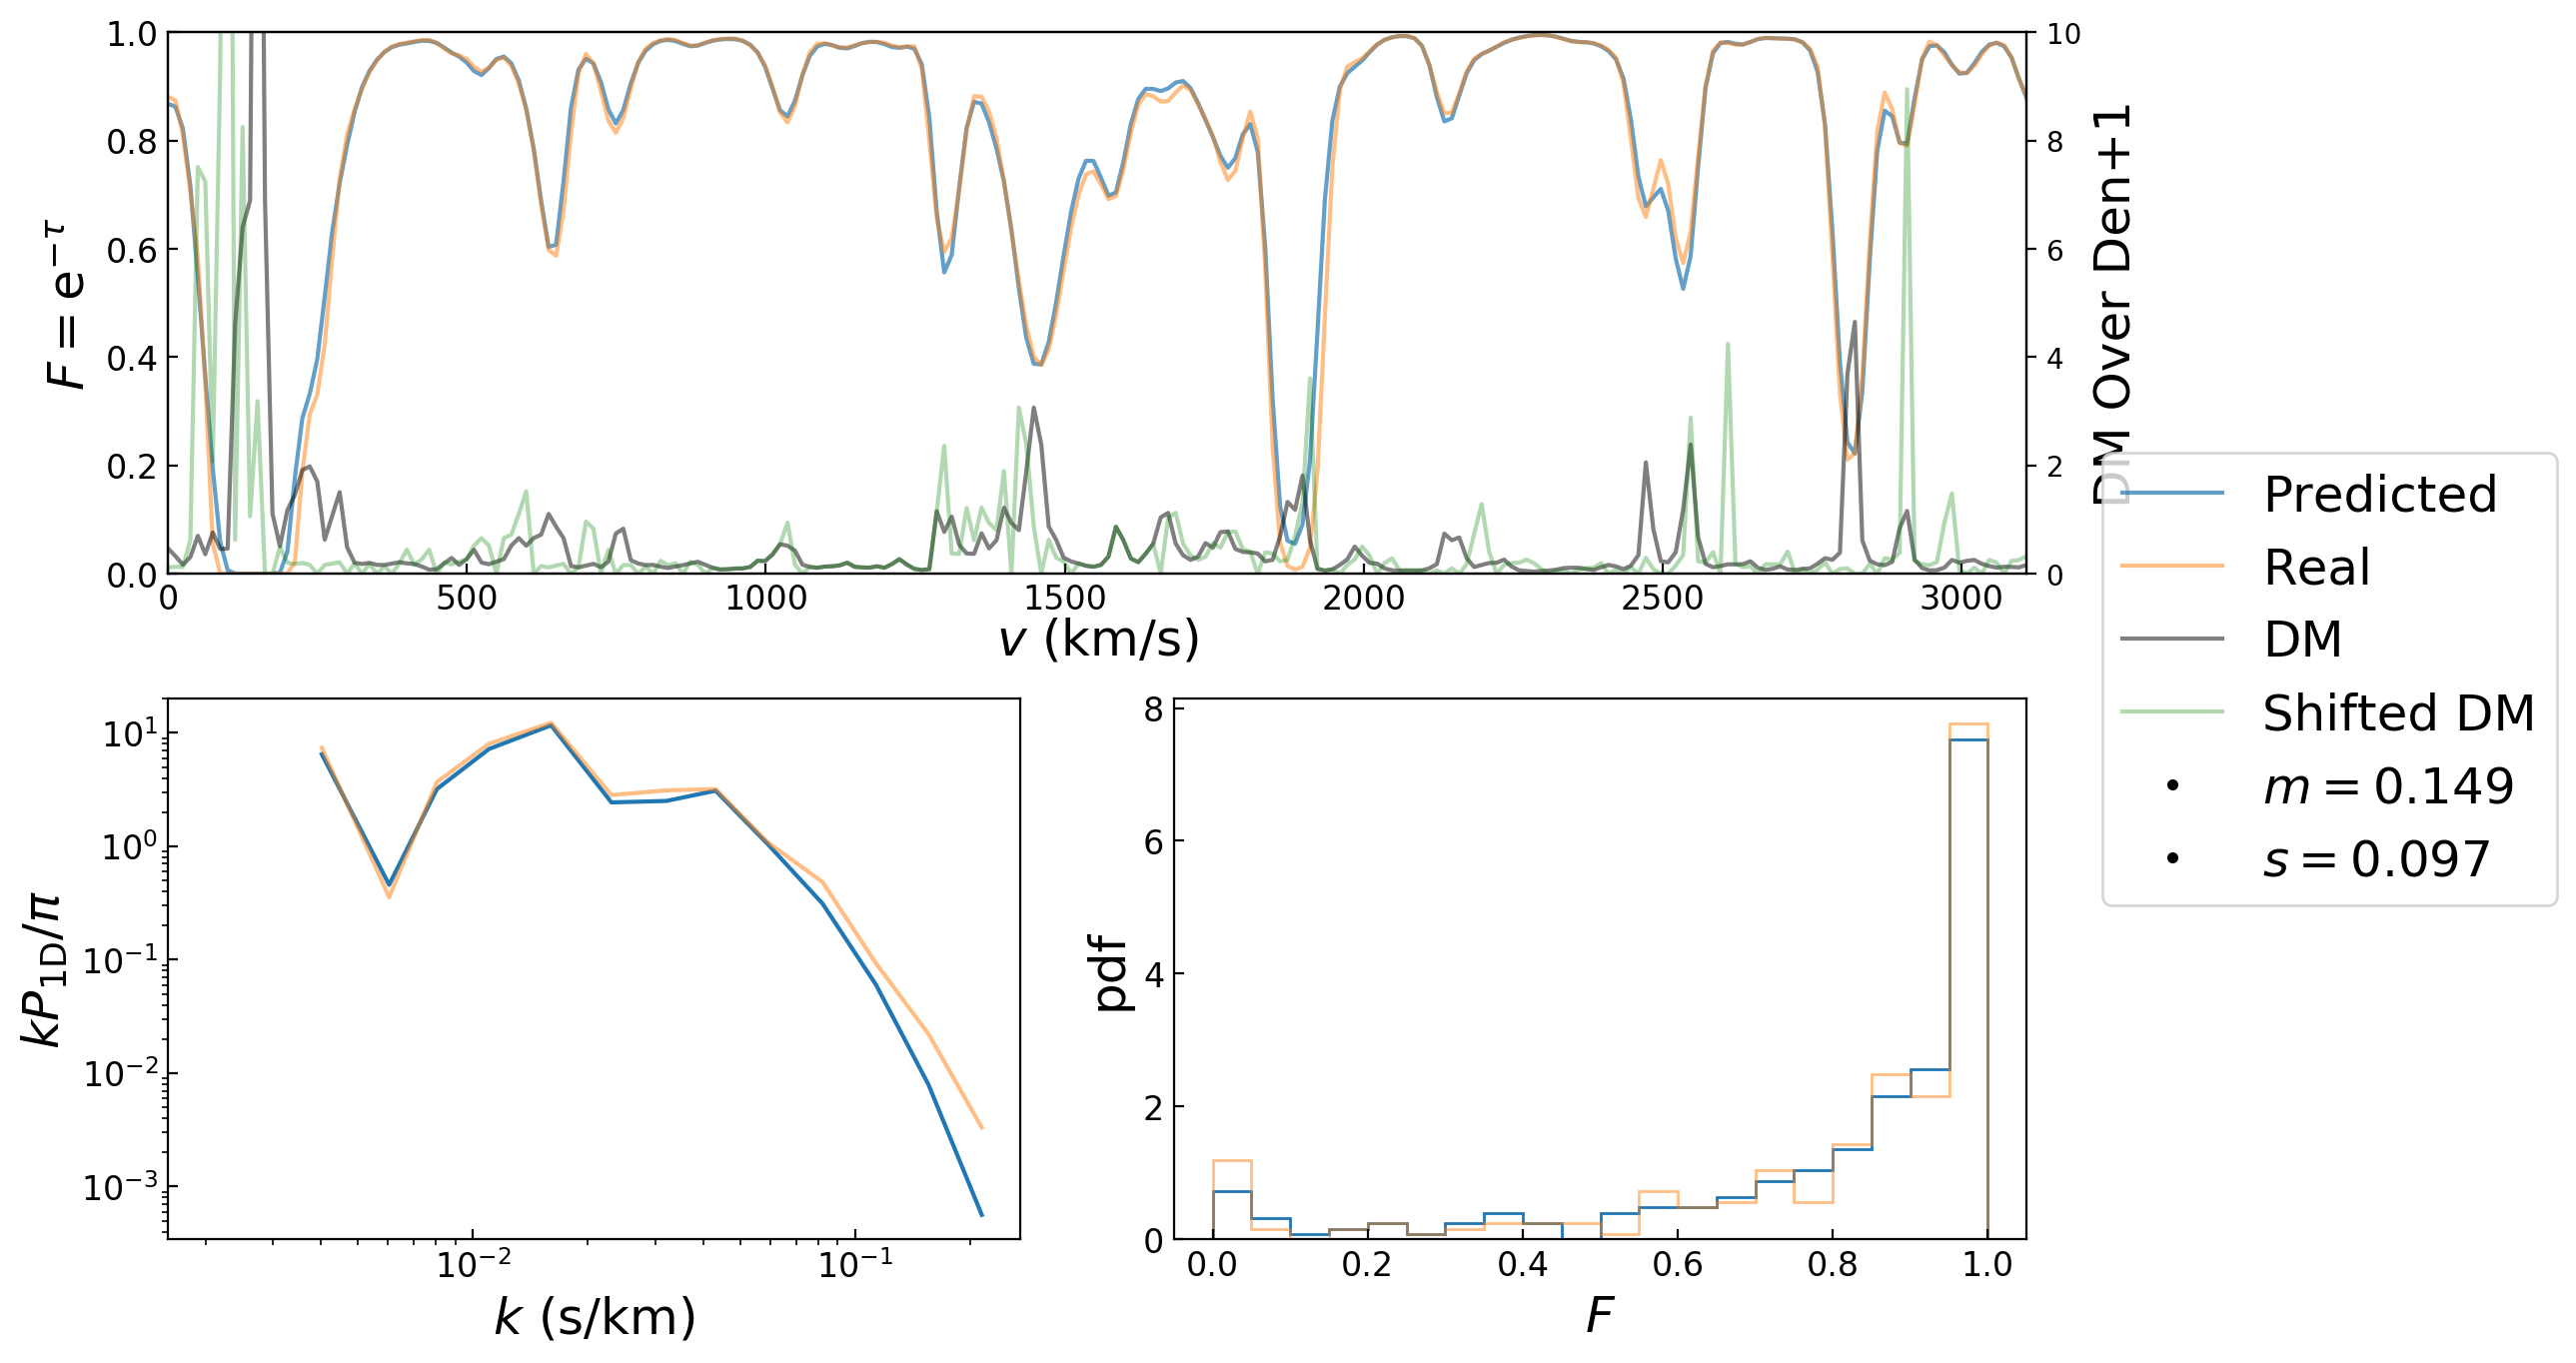 1.0
0.8
0.6
0.4
0.2
0.0
F = e^{-τ}
10
8
6
4
2
0
DM Over Den+1
0 500 1000 1500 2000 2500 3000
v (km/s)
Predicted
Real
DM
Shifted DM
m = 0.149
s = 0.097
10^1
10^0
10^{-1}
10^{-2}
10^{-3}
kP_{1D}/π
10^{-2} 10^{-1}
k (s/km)
8
6
4
2
0
pdf
0.0 0.2 0.4 0.6 0.8 1.0
F